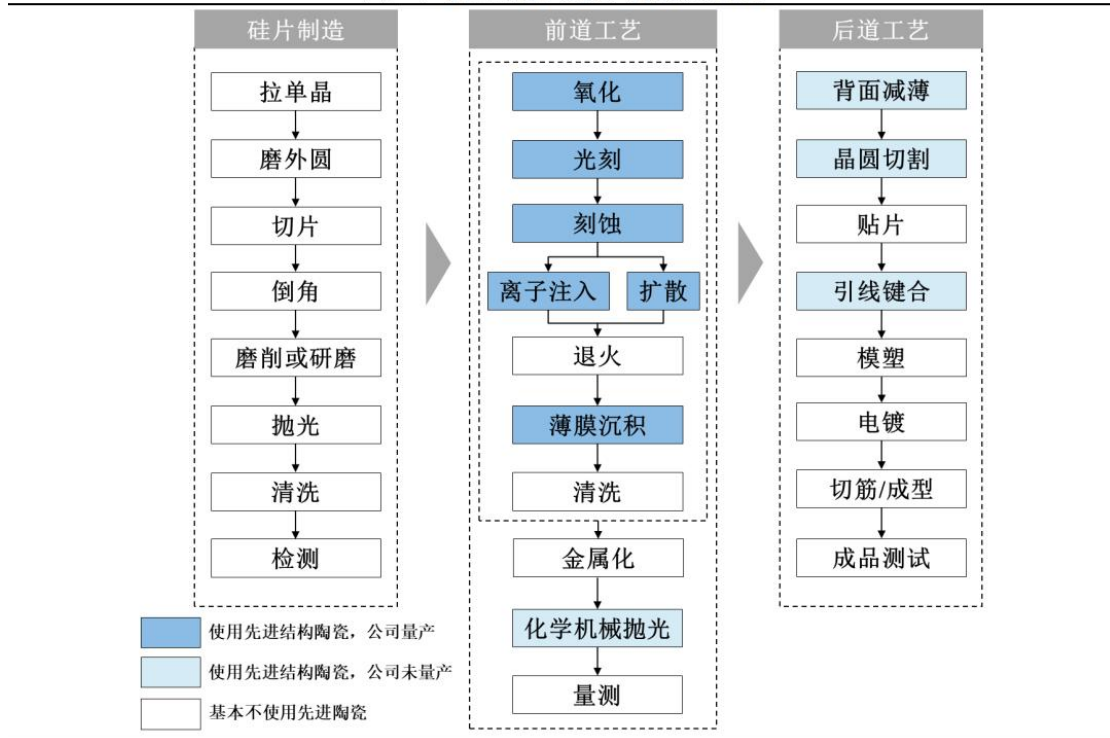 硅片制造
拉单晶
磨外圆
切片
倒角
磨削或研磨
抛光
清洗
检测
前道工艺
氧化
光刻
刻蚀
离子注入
扩散
退火
薄膜沉积
清洗
金属化
化学机械抛光
量测
后道工艺
背面减薄
晶圆切割
贴片
引线键合
模塑
电镀
切筋/成型
成品测试
使用先进结构陶瓷，公司量产
使用先进结构陶瓷，公司未量产
基本不使用先进陶瓷